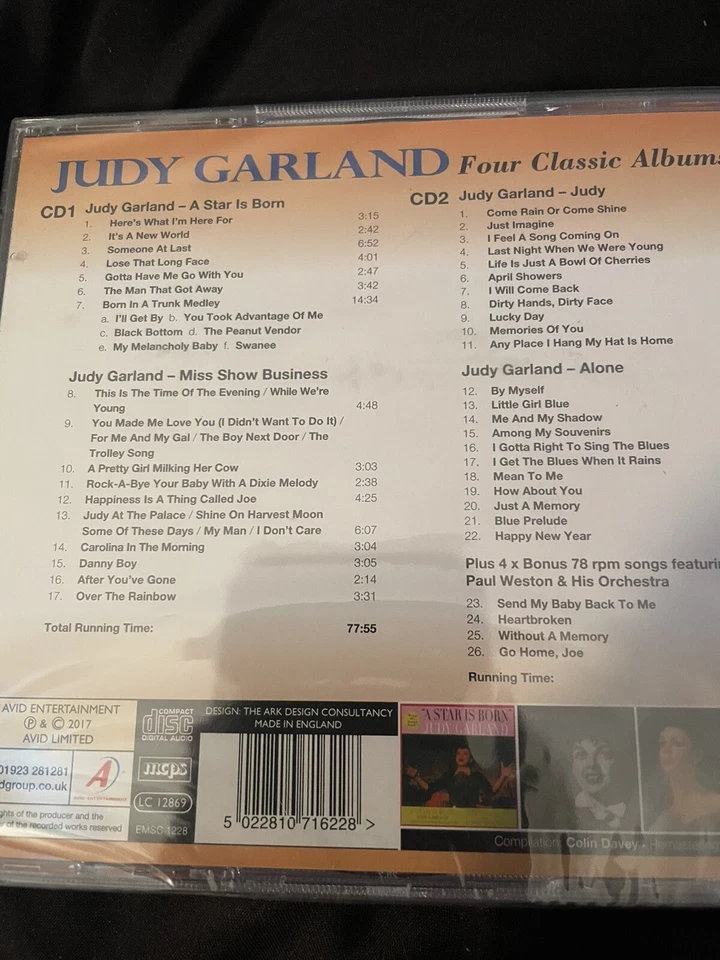 JUDY GARLAND Four Classic Albums
CD1 Judy Garland – A Star Is Born
1. Here's What I'm Here For 3:15
2. It's A New World 2:42
3. Someone At Last 6:52
4. Lose That Long Face 4:01
5. Gotta Have Me Go With You 2:47
6. The Man That Got Away 3:42
7. Born In A Trunk Medley 14:34
a. I'll Get By b. You Took Advantage Of Me
c. Black Bottom d. The Peanut Vendor
e. My Melancholy Baby f. Swanee
Judy Garland – Miss Show Business
8. This Is The Time Of The Evening / While We're
Young 4:48
9. You Made Me Love You (I Didn't Want To Do It) /
For Me And My Gal / The Boy Next Door / The
Trolley Song
10. A Pretty Girl Milking Her Cow 3:03
11. Rock-A-Bye Your Baby With A Dixie Melody 2:38
12. Happiness Is A Thing Called Joe 4:25
13. Judy At The Palace / Shine On Harvest Moon
Some Of These Days / My Man / I Don't Care 6:07
14. Carolina In The Morning 3:04
15. Danny Boy 3:05
16. After You've Gone 2:14
17. Over The Rainbow 3:31
Total Running Time: 77:55
CD2 Judy Garland – Judy
1. Come Rain Or Come Shine
2. Just Imagine
3. I Feel A Song Coming On
4. Last Night When We Were Young
5. Life Is Just A Bowl Of Cherries
6. April Showers
7. I Will Come Back
8. Dirty Hands, Dirty Face
9. Lucky Day
10. Memories Of You
11. Any Place I Hang My Hat Is Home
Judy Garland – Alone
12. By Myself
13. Little Girl Blue
14. Me And My Shadow
15. Among My Souvenirs
16. I Gotta Right To Sing The Blues
17. I Get The Blues When It Rains
18. Mean To Me
19. How About You
20. Just A Memory
21. Blue Prelude
22. Happy New Year
Plus 4 x Bonus 78 rpm songs featuri
Paul Weston & His Orchestra
23. Send My Baby Back To Me
24. Heartbroken
25. Without A Memory
26. Go Home, Joe
Running Time:
AVID ENTERTAINMENT
℗ & © 2017
AVID LIMITED
01923 281281
dgroup.co.uk
ghts of the producer and the
of the recorded works reserved
A
COMPACT
disc
DIGITAL AUDIO
mcps
LC 12869
EMSC 1228
DESIGN: THE ARK DESIGN CONSULTANCY
MADE IN ENGLAND
5 022810 716228 >
"A STAR IS BORN"
JUDY GARLAND
Compilation: Colin Davey •